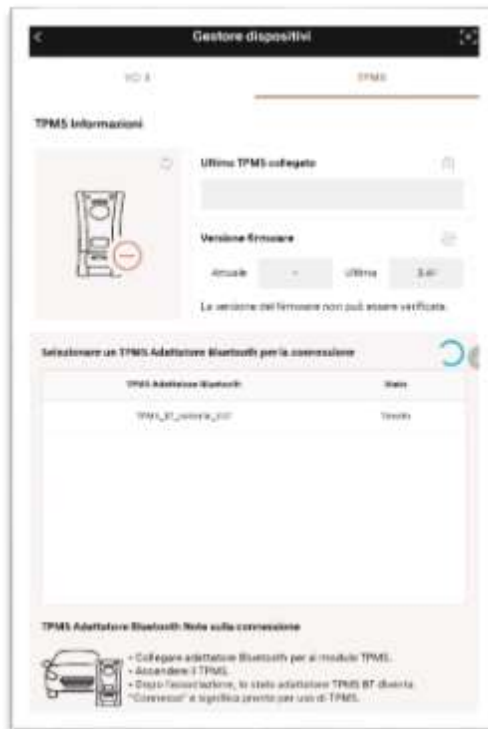 Gestore dispositivi
TPMS
TPMS Informazioni
Ultimo TPMS collegato
Versione firmware
Attuale - Ultima
La versione del firmware non può essere verificata.
Selezionare un TPMS Adattatore Bluetooth per la connessione
TPMS Adattatore Bluetooth Stato
TPMS Adattatore Bluetooth Note sulla connessione
• Collegare adattatore Bluetooth per al modulo TPMS.
• Accendere il TPMS.
• Dopo l'associazione, lo stato adattatore TPMS BT diventa
"Connesso" e significa pronto per uso di TPMS.